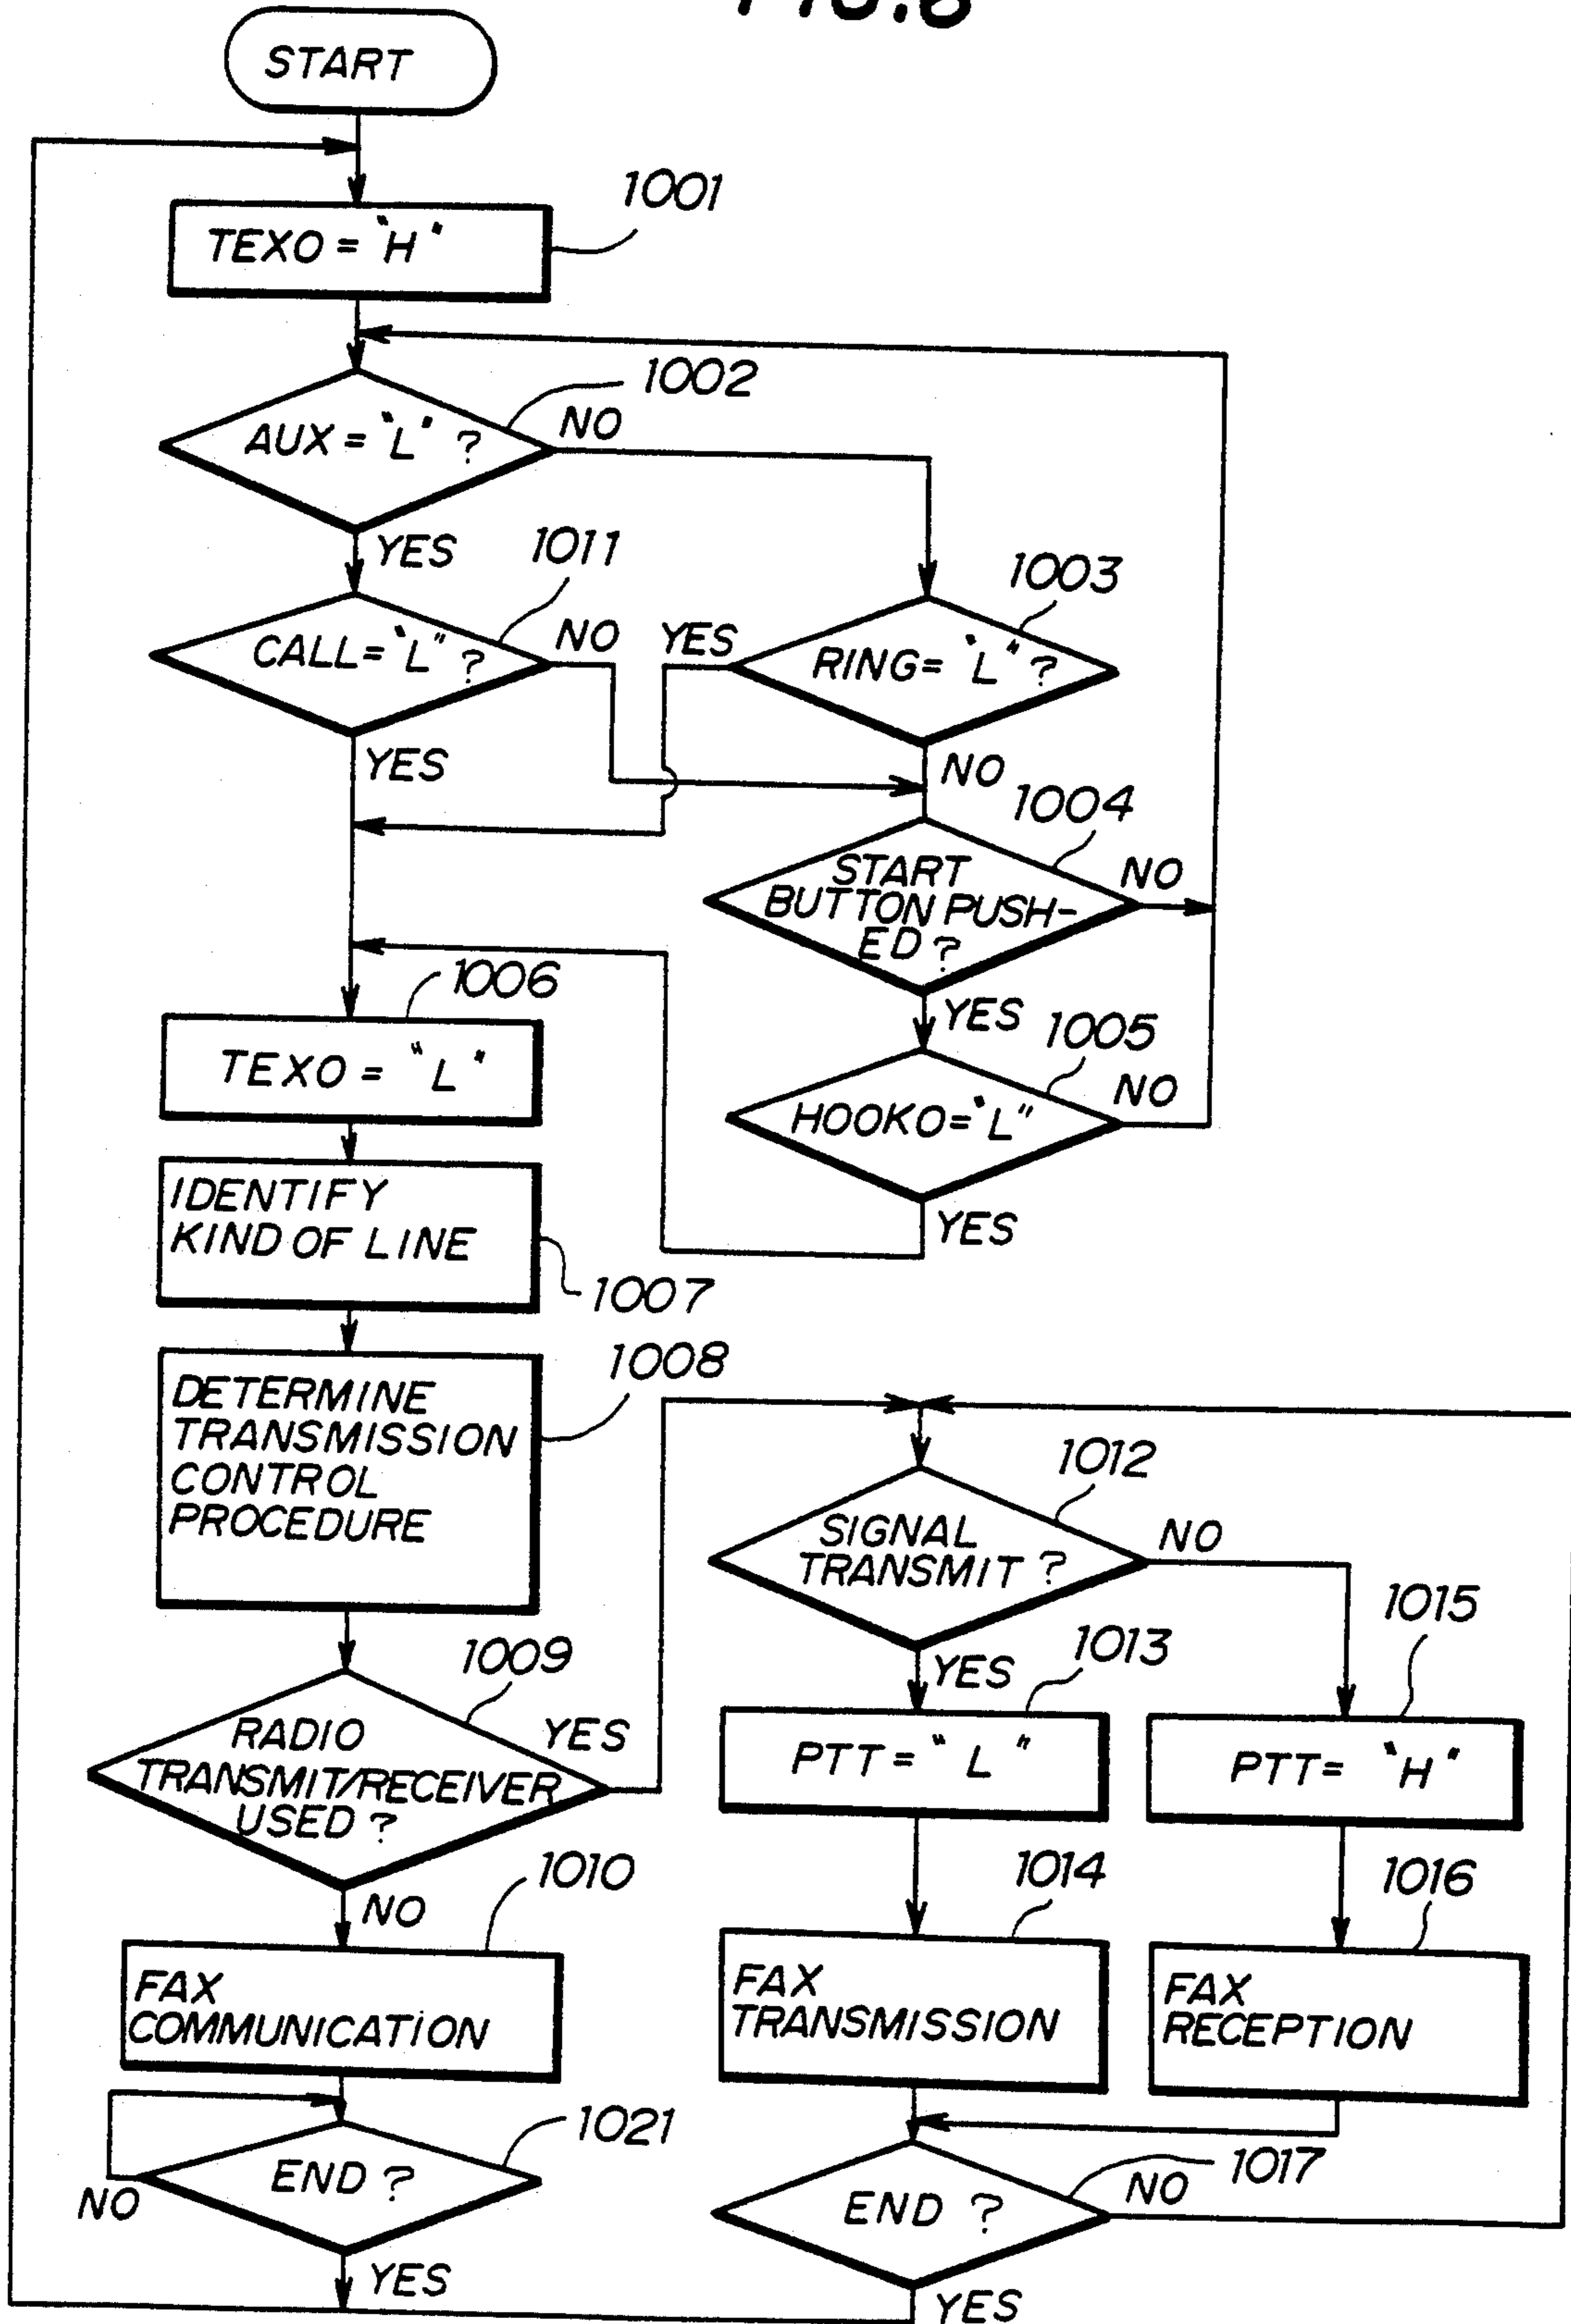 FIG.8
START
1001
TEXO = "H"
1002
AUX = "L" ?
NO
YES
1011
1003
CALL= "L" ?
NO
YES
RING= "L" ?
YES
NO
1004
START
BUTTON PUSH-
ED ?
NO
1006
YES
1005
TEXO = "L"
HOOKO= "L"
NO
YES
IDENTIFY
KIND OF LINE
1007
1008
DETERMINE
TRANSMISSION
CONTROL
PROCEDURE
1012
SIGNAL
TRANSMIT ?
NO
1015
1009
YES
1013
RADIO
TRANSMIT/RECEIVER
USED ?
YES
PTT = "L"
PTT = "H"
1010
1014
1016
NO
FAX
COMMUNICATION
FAX
TRANSMISSION
FAX
RECEPTION
1021
END ?
NO
1017
END ?
NO
YES
YES